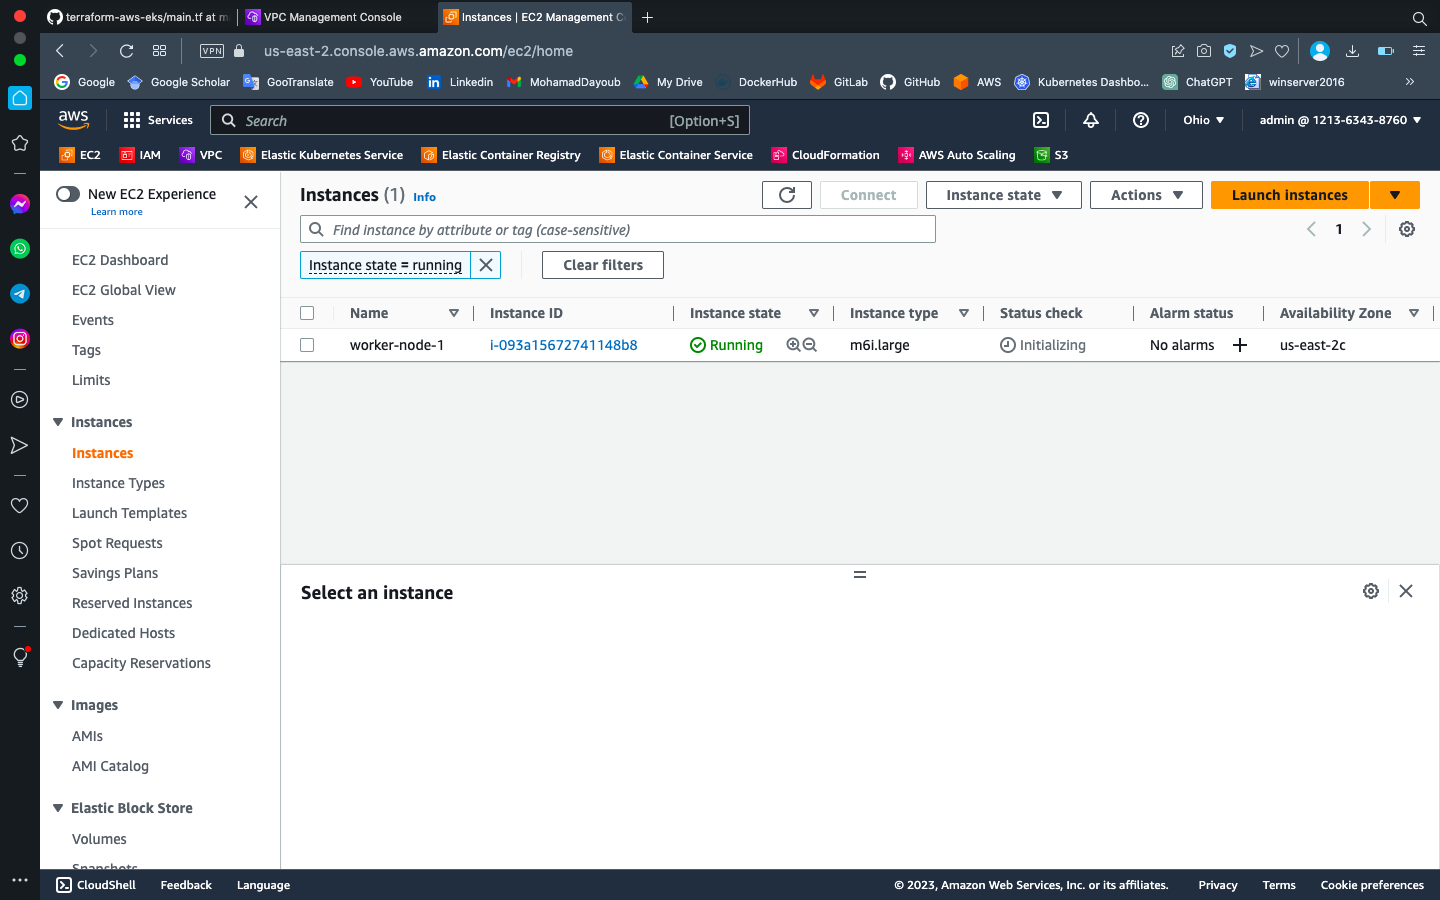 terraform-aws-eks/main.tf at m
VPC Management Console
Instances | EC2 Management C
VPN
us-east-2.console.aws.amazon.com/ec2/home
Google
Google Scholar
GooTranslate
YouTube
Linkedin
MohamadDayoub
My Drive
DockerHub
GitLab
GitHub
AWS
Kubernetes Dashbo...
ChatGPT
winserver2016
aws
Services
Search
[Option+S]
Ohio
admin @ 1213-6343-8760
EC2
IAM
VPC
Elastic Kubernetes Service
Elastic Container Registry
Elastic Container Service
CloudFormation
AWS Auto Scaling
S3
New EC2 Experience
Learn more
EC2 Dashboard
EC2 Global View
Events
Tags
Limits
Instances
Instances
Instance Types
Launch Templates
Spot Requests
Savings Plans
Reserved Instances
Dedicated Hosts
Capacity Reservations
Images
AMIs
AMI Catalog
Elastic Block Store
Volumes
Snapshots
Instances (1) Info
Connect
Instance state
Actions
Launch instances
Find instance by attribute or tag (case-sensitive)
1
Instance state = running
Clear filters
Name
Instance ID
Instance state
Instance type
Status check
Alarm status
Availability Zone
worker-node-1
i-093a15672741148b8
Running
m6i.large
Initializing
No alarms
us-east-2c
Select an instance
CloudShell
Feedback
Language
© 2023, Amazon Web Services, Inc. or its affiliates.
Privacy
Terms
Cookie preferences